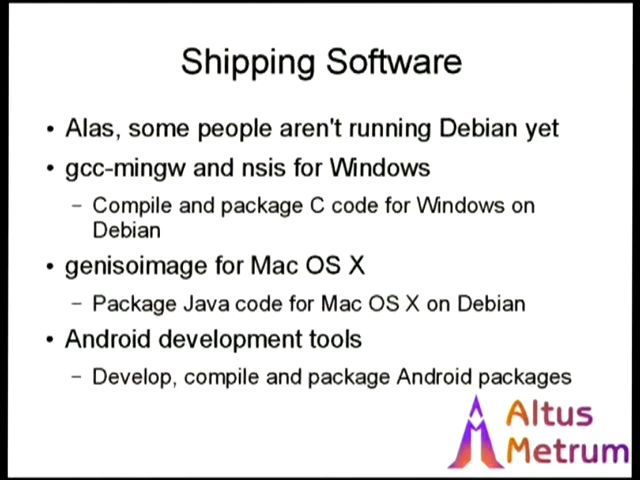 Shipping Software
• Alas, some people aren't running Debian yet
• gcc-mingw and nsis for Windows
– Compile and package C code for Windows on
Debian
• genisoimage for Mac OS X
– Package Java code for Mac OS X on Debian
• Android development tools
– Develop, compile and package Android packages
Altus
Metrum